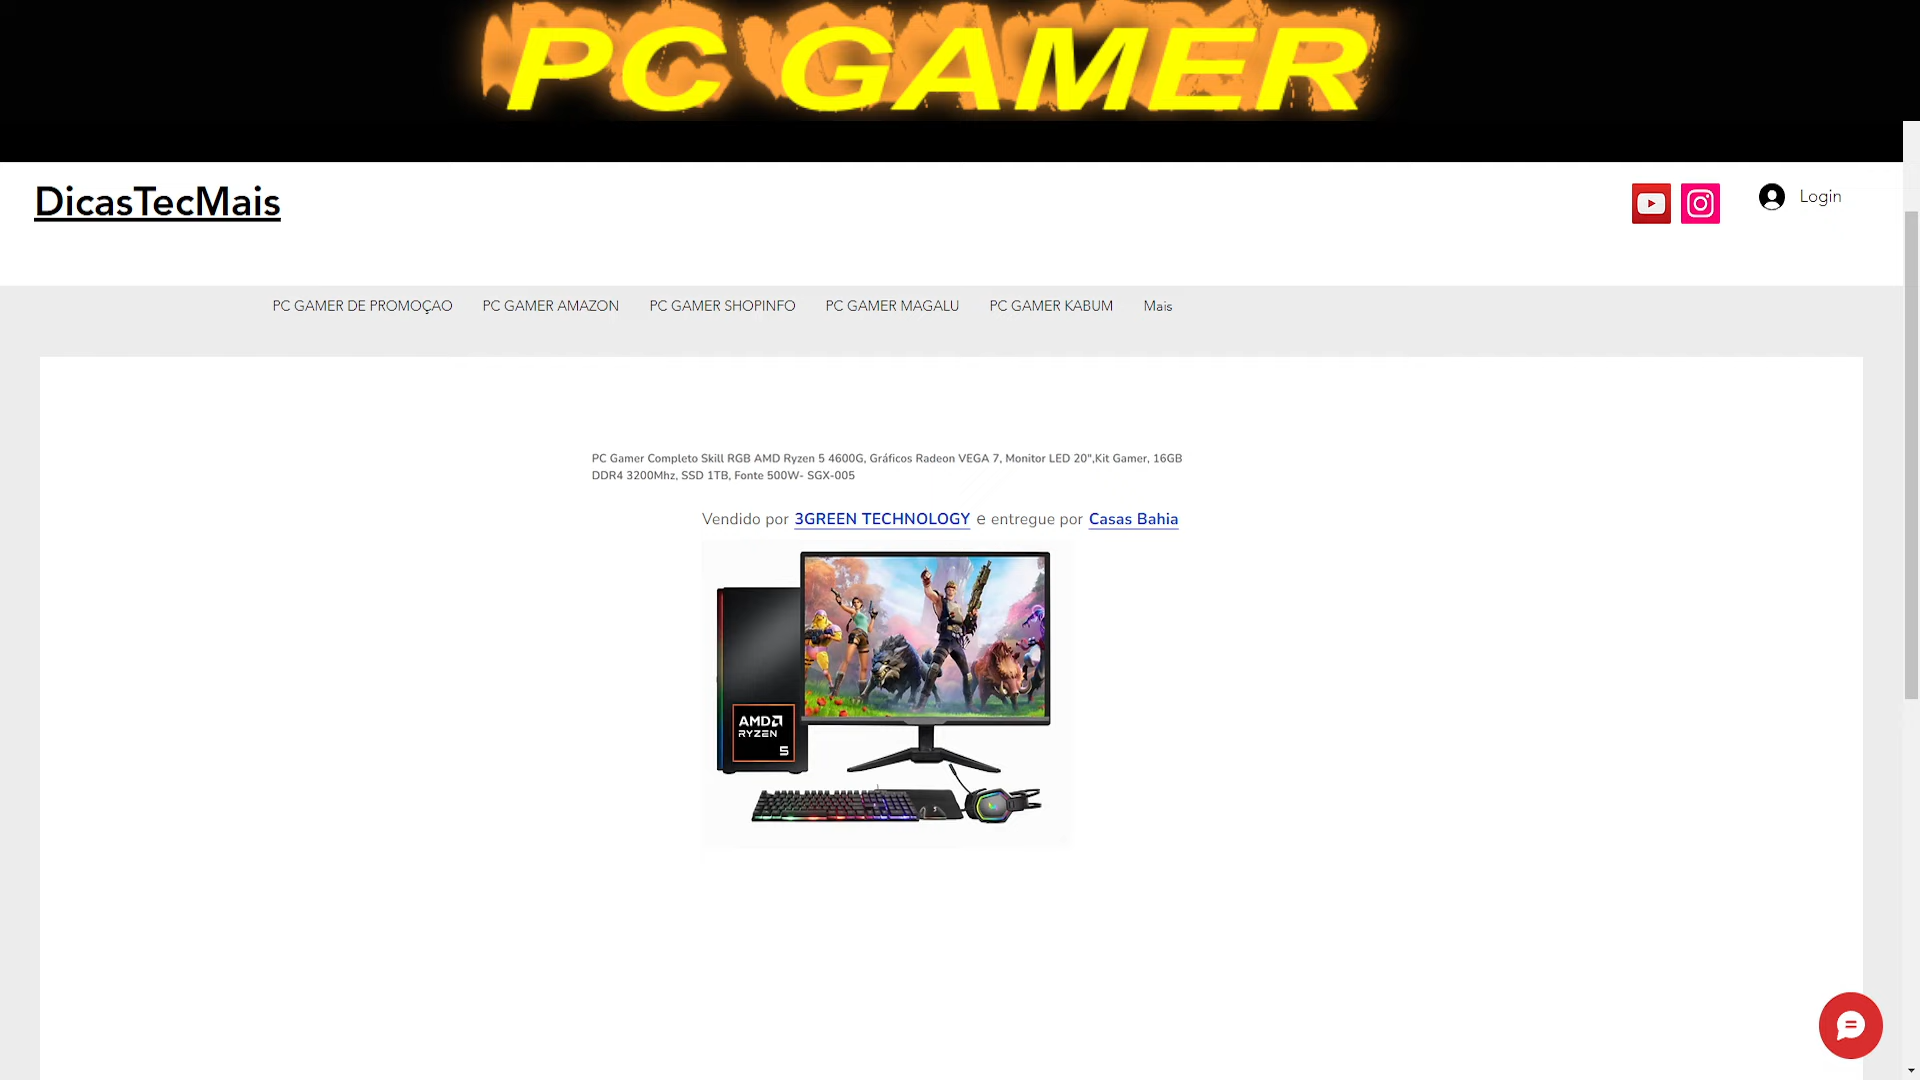 PC GAMER
DicasTecMais
Login
PC GAMER DE PROMOÇAO PC GAMER AMAZON PC GAMER SHOPINFO PC GAMER MAGALU PC GAMER KABUM Mais
PC Gamer Completo Skill RGB AMD Ryzen 5 4600G, Gráficos Radeon VEGA 7, Monitor LED 20",Kit Gamer, 16GB
DDR4 3200Mhz, SSD 1TB, Fonte 500W- SGX-005
Vendido por 3GREEN TECHNOLOGY e entregue por Casas Bahia
AMD
RYZEN
5